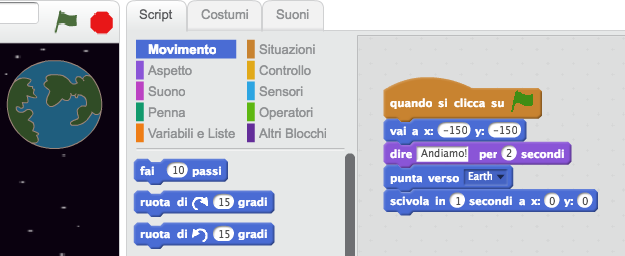 Script Costumi Suoni
Movimento Situazioni
Aspetto Controllo
Suono Sensori
Penna Operatori
Variabili e Liste Altri Blocchi
fai 10 passi
ruota di 15 gradi
ruota di 15 gradi
quando si clicca su
vai a x: -150 y: -150
dire Andiamo! per 2 secondi
punta verso Earth
scivola in 1 secondi a x: 0 y: 0